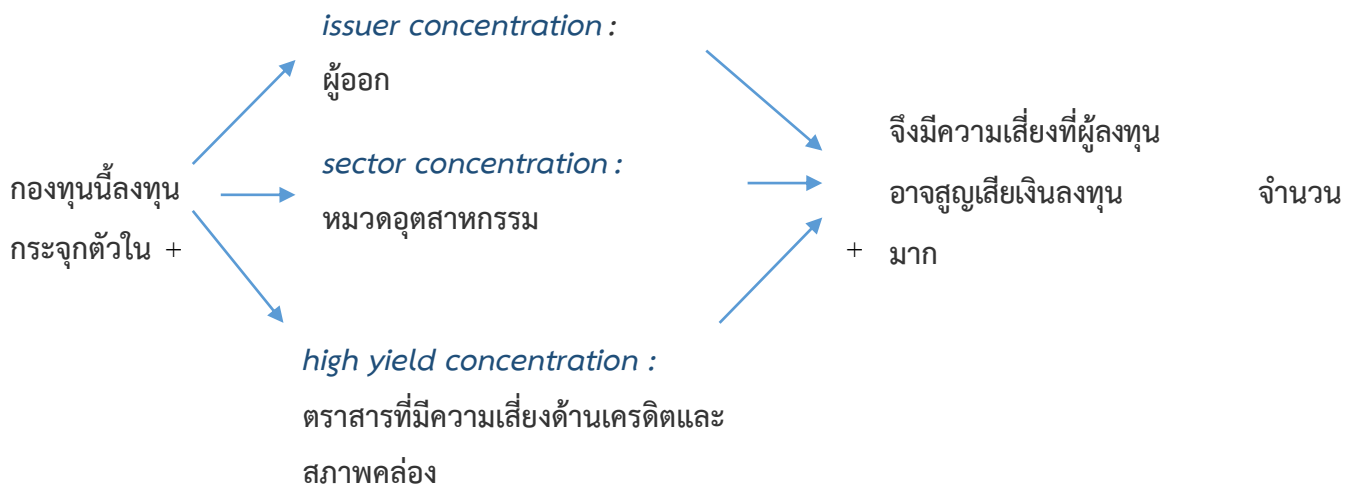 issuer concentration :
ผู้ออก
sector concentration :
หมวดอุตสาหกรรม
high yield concentration :
ตราสารที่มีความเสี่ยงด้านเครดิตและ
สภาพคล่อง
กองทุนนี้ลงทุน
กระจุกตัวใน +
จึงมีความเสี่ยงที่ผู้ลงทุน
อาจสูญเสียเงินลงทุน จำนวน
+ มาก